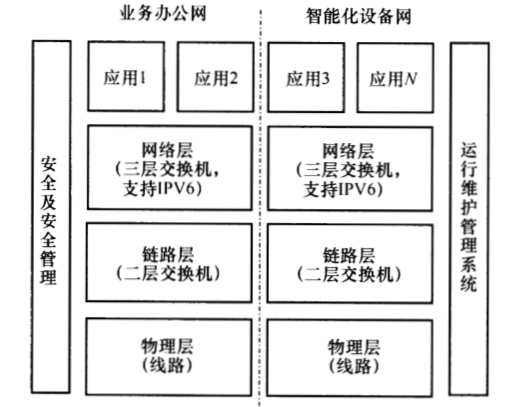 业务办公网
智能化设备网
应用1
应用2
应用3
应用N
网络层
(三层交换机,
支持IPV6)
网络层
(三层交换机,
支持IPV6)
链路层
(二层交换机)
链路层
(二层交换机)
物理层
(线路)
物理层
(线路)
安全及安全管理
运行维护管理系统